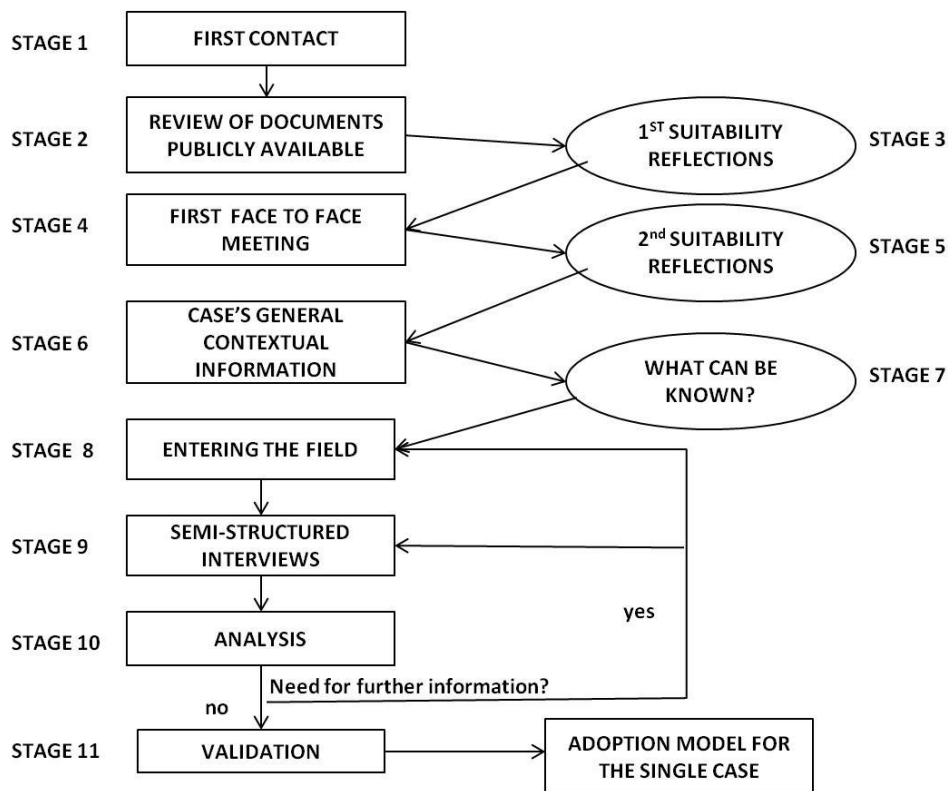 STAGE 1
FIRST CONTACT
STAGE 2
REVIEW OF DOCUMENTS
PUBLICLY AVAILABLE
1ST SUITABILITY
REFLECTIONS
STAGE 3
STAGE 4
FIRST FACE TO FACE
MEETING
2nd SUITABILITY
REFLECTIONS
STAGE 5
STAGE 6
CASE'S GENERAL
CONTEXTUAL
INFORMATION
WHAT CAN BE
KNOWN?
STAGE 7
STAGE 8
ENTERING THE FIELD
STAGE 9
SEMI-STRUCTURED
INTERVIEWS
yes
STAGE 10
ANALYSIS
Need for further information?
no
STAGE 11
VALIDATION
ADOPTION MODEL FOR
THE SINGLE CASE